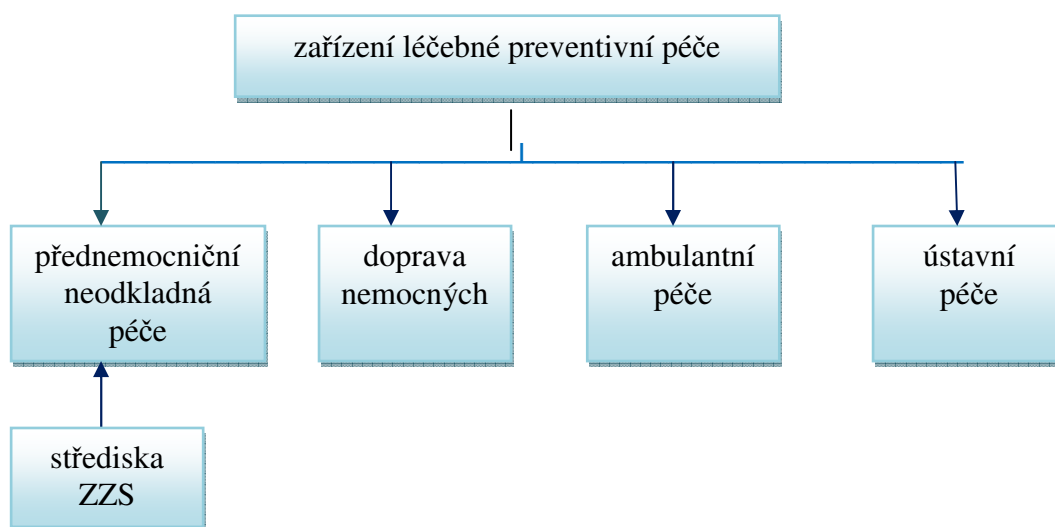 zařízení léčebné preventivní péče
přednemocniční
neodkladná
péče
doprava
nemocných
ambulantní
péče
ústavní
péče
střediska
ZZS